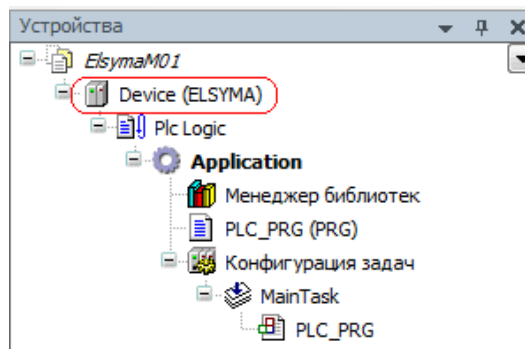 Устройства
ElsymaM01
Device (ELSYMA)
Plc Logic
Application
Менеджер библиотек
PLC_PRG (PRG)
Конфигурация задач
MainTask
PLC_PRG